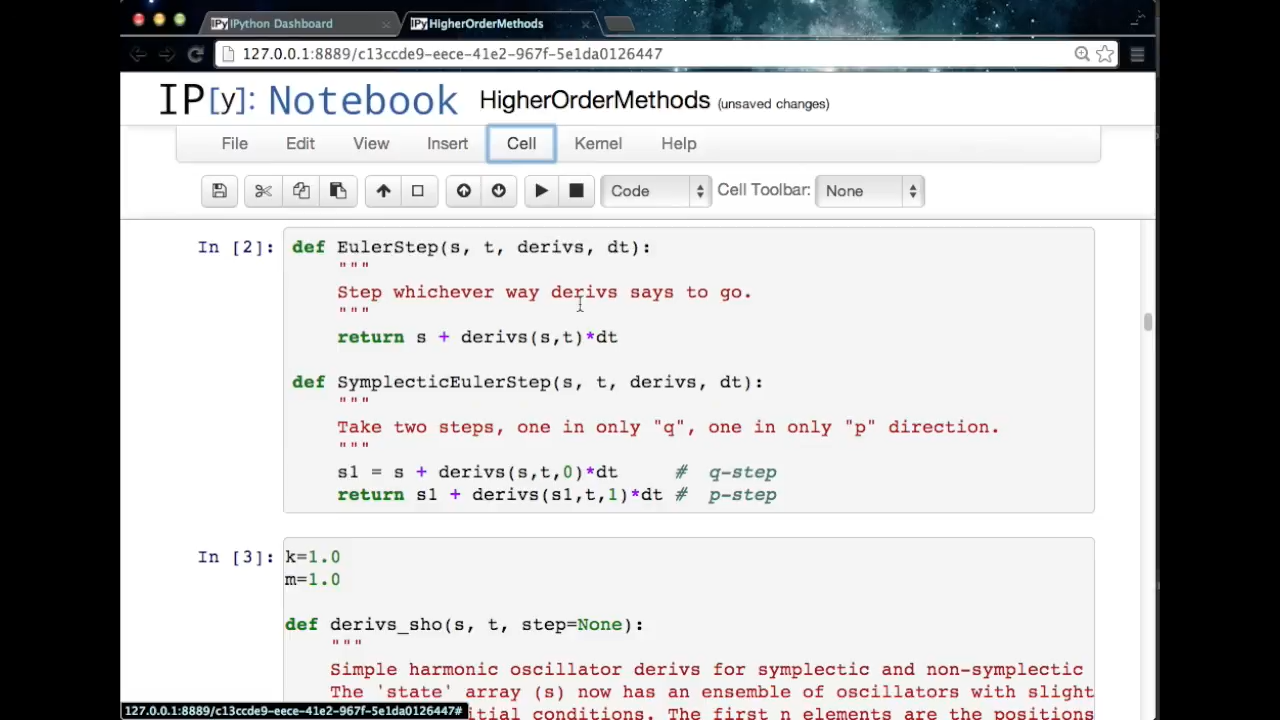 IP[y] IPython Dashboard
IP[y] HigherOrderMethods
127.0.0.1:8889/c13ccde9-eece-41e2-967f-5e1da0126447
IP[y]: Notebook HigherOrderMethods (unsaved changes)
File Edit View Insert Cell Kernel Help
Code Cell Toolbar: None
In [2]: def EulerStep(s, t, derivs, dt):
"""
Step whichever way derivs says to go.
"""
return s + derivs(s,t)*dt
def SymplecticEulerStep(s, t, derivs, dt):
"""
Take two steps, one in only "q", one in only "p" direction.
"""
s1 = s + derivs(s,t,0)*dt # q-step
return s1 + derivs(s1,t,1)*dt # p-step
In [3]: k=1.0
m=1.0
def derivs_sho(s, t, step=None):
"""
Simple harmonic oscillator derivs for symplectic and non-symplectic
The 'state' array (s) now has an ensemble of oscillators with slight
itial conditions. The first n elements are the positions
127.0.0.1:8889/c13ccde9-eece-41e2-967f-5e1da0126447#